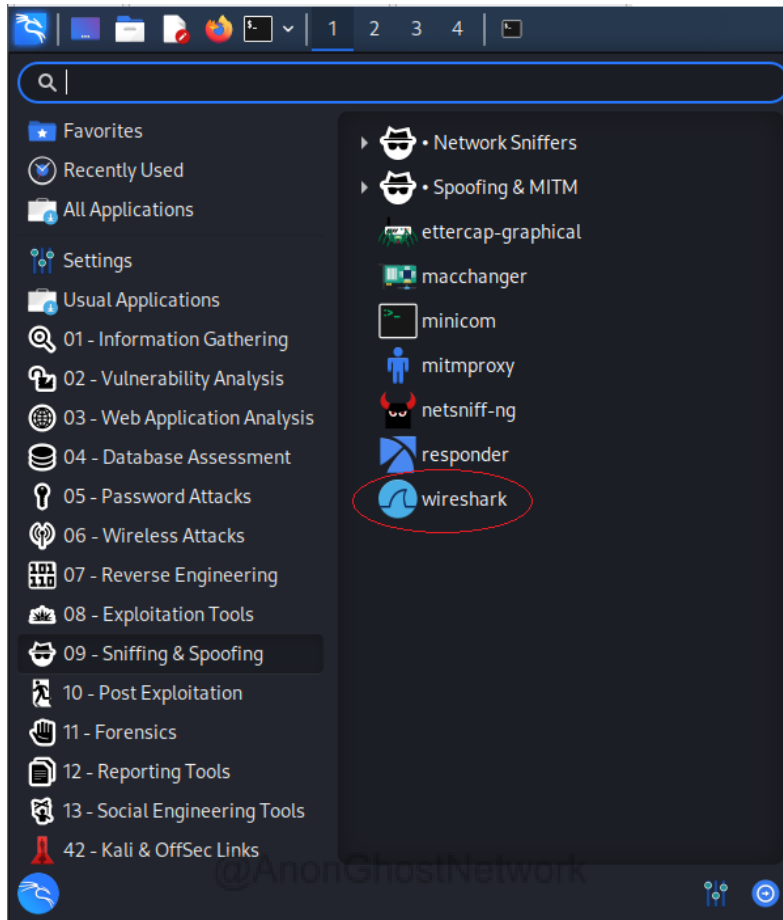 1 2 3 4
Favorites
Recently Used
All Applications
Settings
Usual Applications
01 - Information Gathering
02 - Vulnerability Analysis
03 - Web Application Analysis
04 - Database Assessment
05 - Password Attacks
06 - Wireless Attacks
07 - Reverse Engineering
08 - Exploitation Tools
09 - Sniffing & Spoofing
10 - Post Exploitation
11 - Forensics
12 - Reporting Tools
13 - Social Engineering Tools
42 - Kali & OffSec Links
• Network Sniffers
• Spoofing & MITM
ettercap-graphical
macchanger
minicom
mitmproxy
netsniff-ng
responder
wireshark
@AnonGhostNetwork